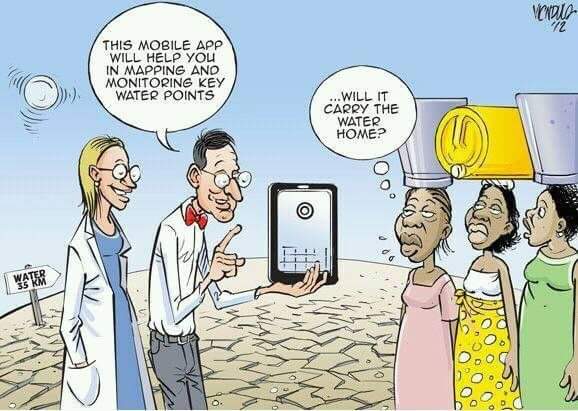 THIS MOBILE APP
WILL HELP YOU
IN MAPPING AND
MONITORING KEY
WATER POINTS
...WILL IT
CARRY THE
WATER
HOME?
WATER
35 KM
'12